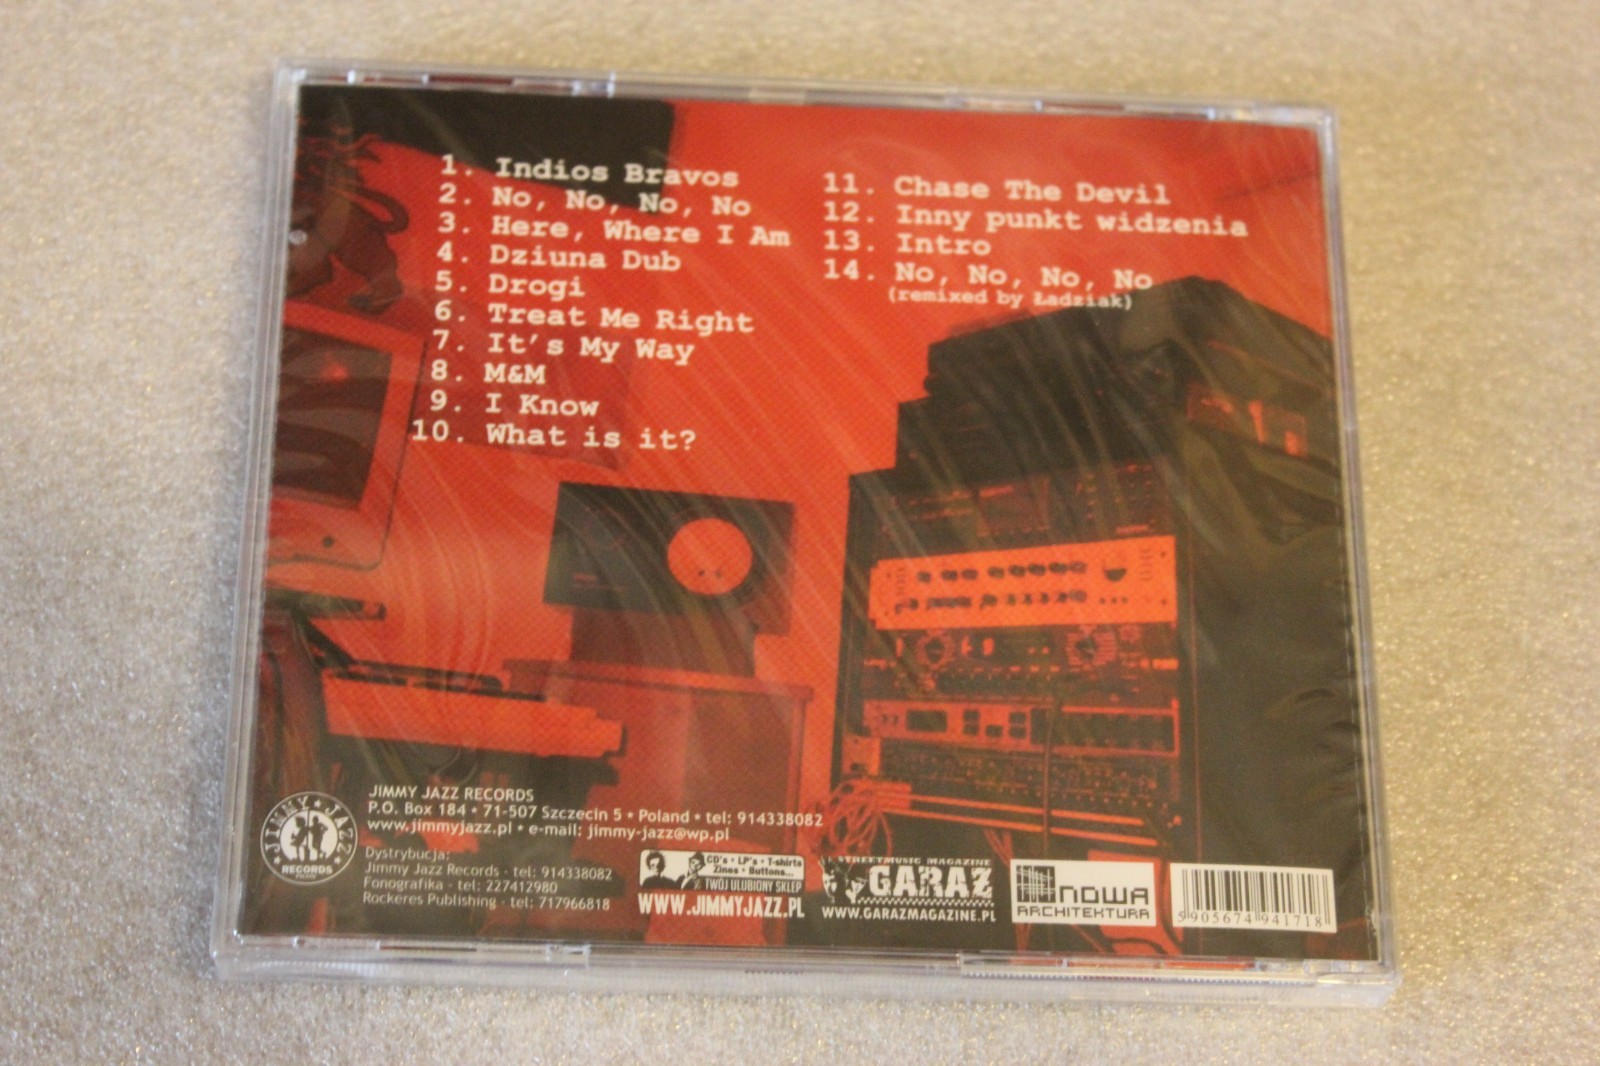 1. Indios Bravos
2. No, No, No, No
3. Here, Where I Am
4. Dziuna Dub
5. Drogi
6. Treat Me Right
7. It's My Way
8. M&M
9. I Know
10. What is it?
11. Chase The Devil
12. Inny punkt widzenia
13. Intro
14. No, No, No, No
(remixed by Ładziak)
JIMMY JAZZ
RECORDS
JIMMY JAZZ RECORDS
P.O. Box 184 * 71-507 Szczecin 5 * Poland * tel: 914338082
www.jimmyjazz.pl * e-mail: jimmy-jazz@wp.pl
Dystrybucja:
Jimmy Jazz Records - tel: 914338082
Fonografika - tel: 227412980
Rockeres Publishing - tel: 717966818
CD's • LP's • T-shirts
Zines • Buttons...
TWÓJ ULUBIONY SKLEP
WWW.JIMMYJAZZ.PL
STREETMUSIC MAGAZINE
GARAŻ
WWW.GARAZMAGAZINE.PL
NOWA
ARCHITEKTURA
5 905674 941718